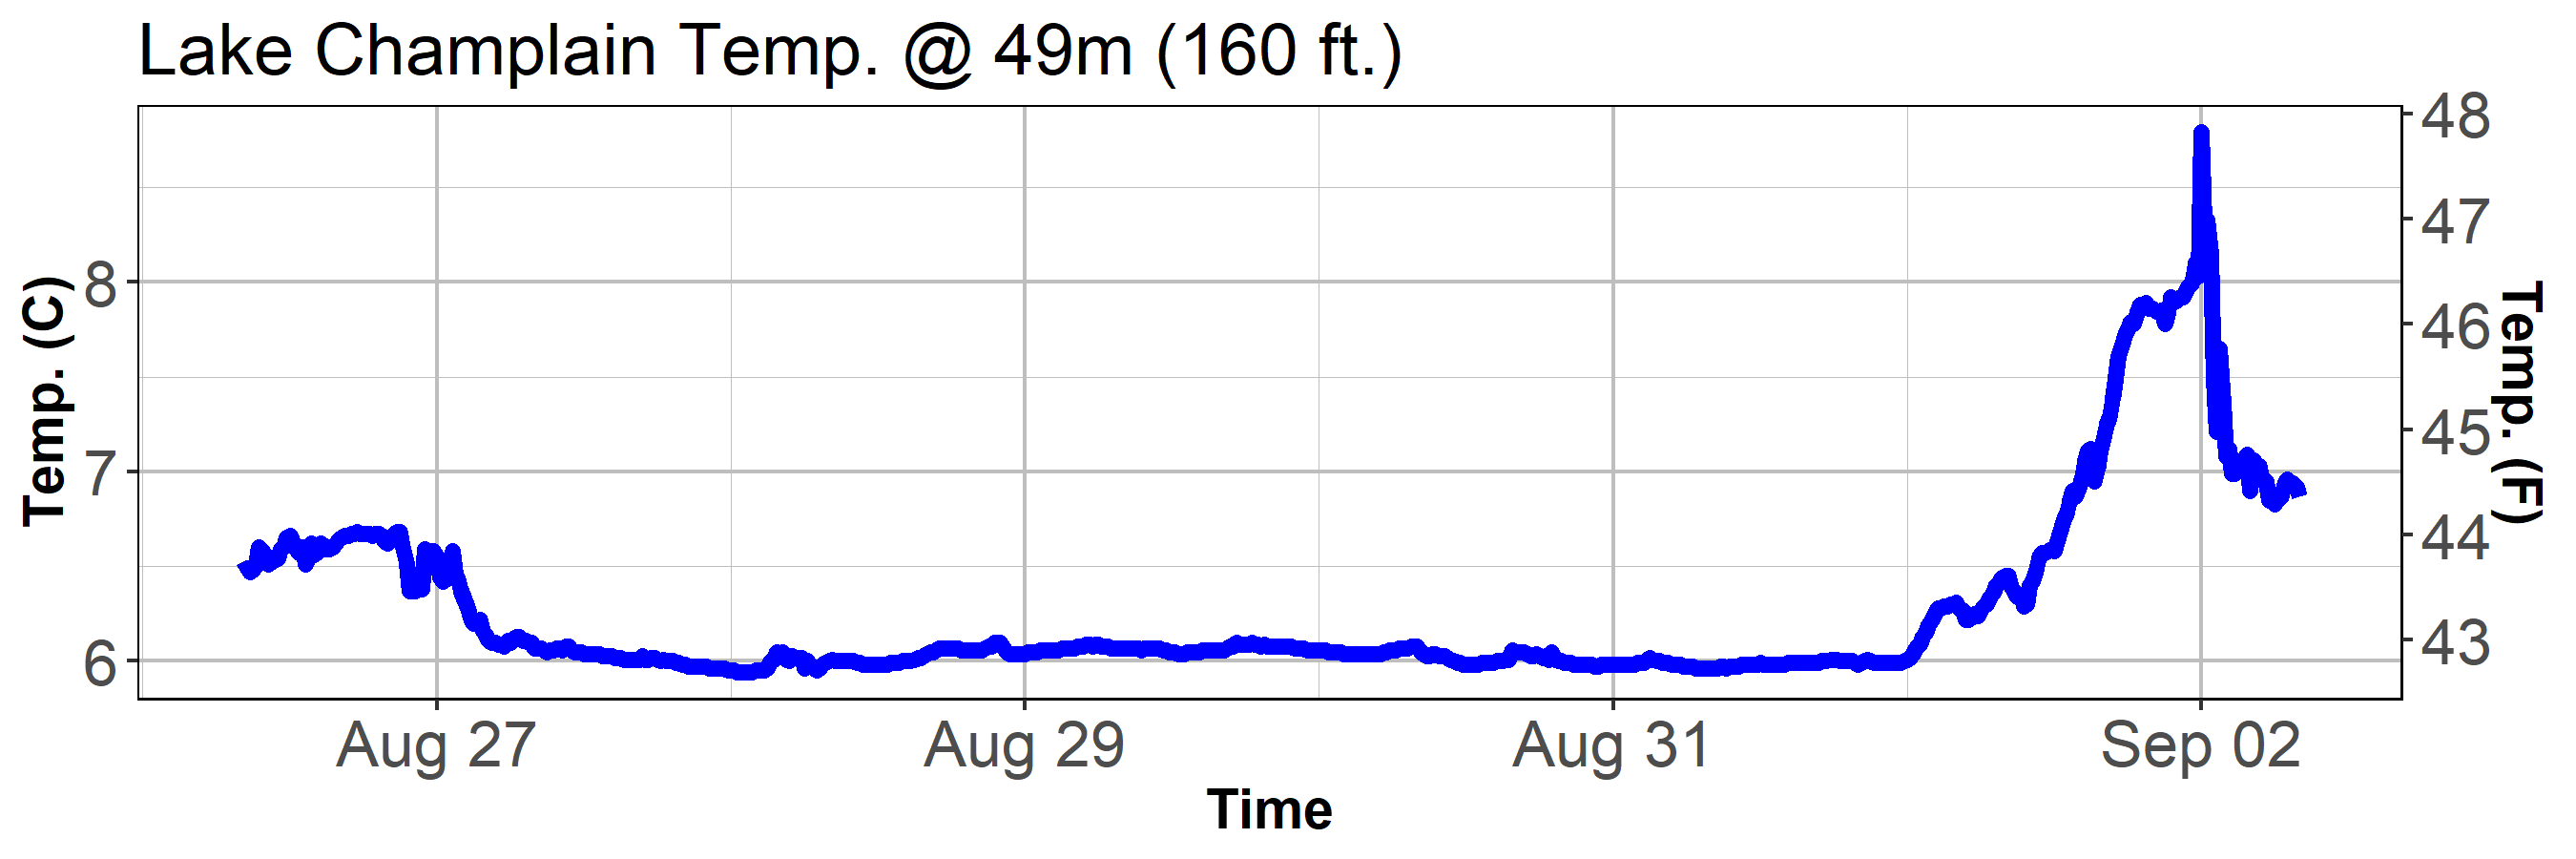 Lake Champlain Temp. @ 49m (160 ft.)
Temp. (C)
8
7
6
48
47
46
45
44
43
Temp. (F)
Aug 27 Aug 29 Aug 31 Sep 02
Time